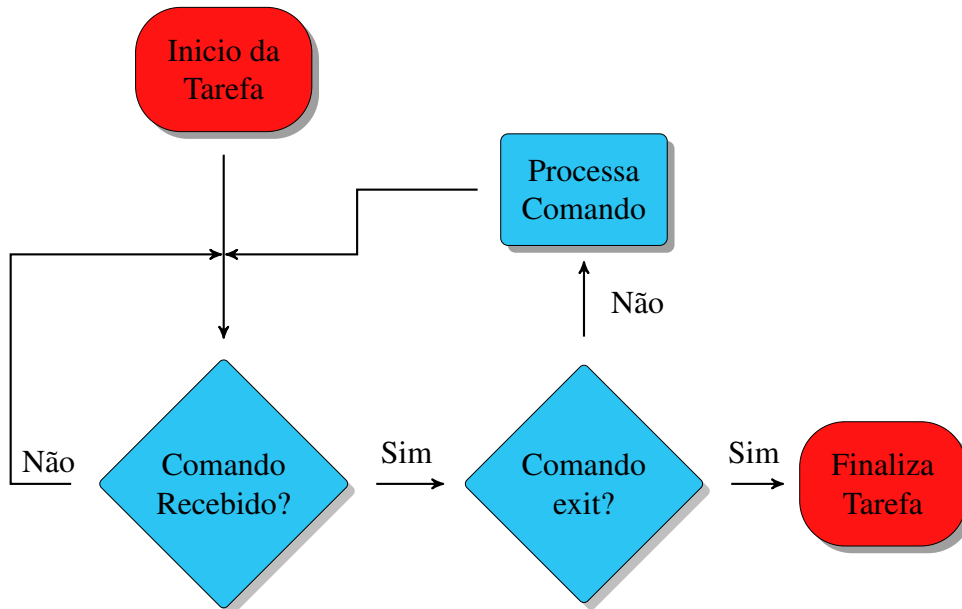 Inicio da
Tarefa
Processa
Comando
Não
Não
Comando
Recebido?
Sim
Comando
exit?
Sim
Finaliza
Tarefa